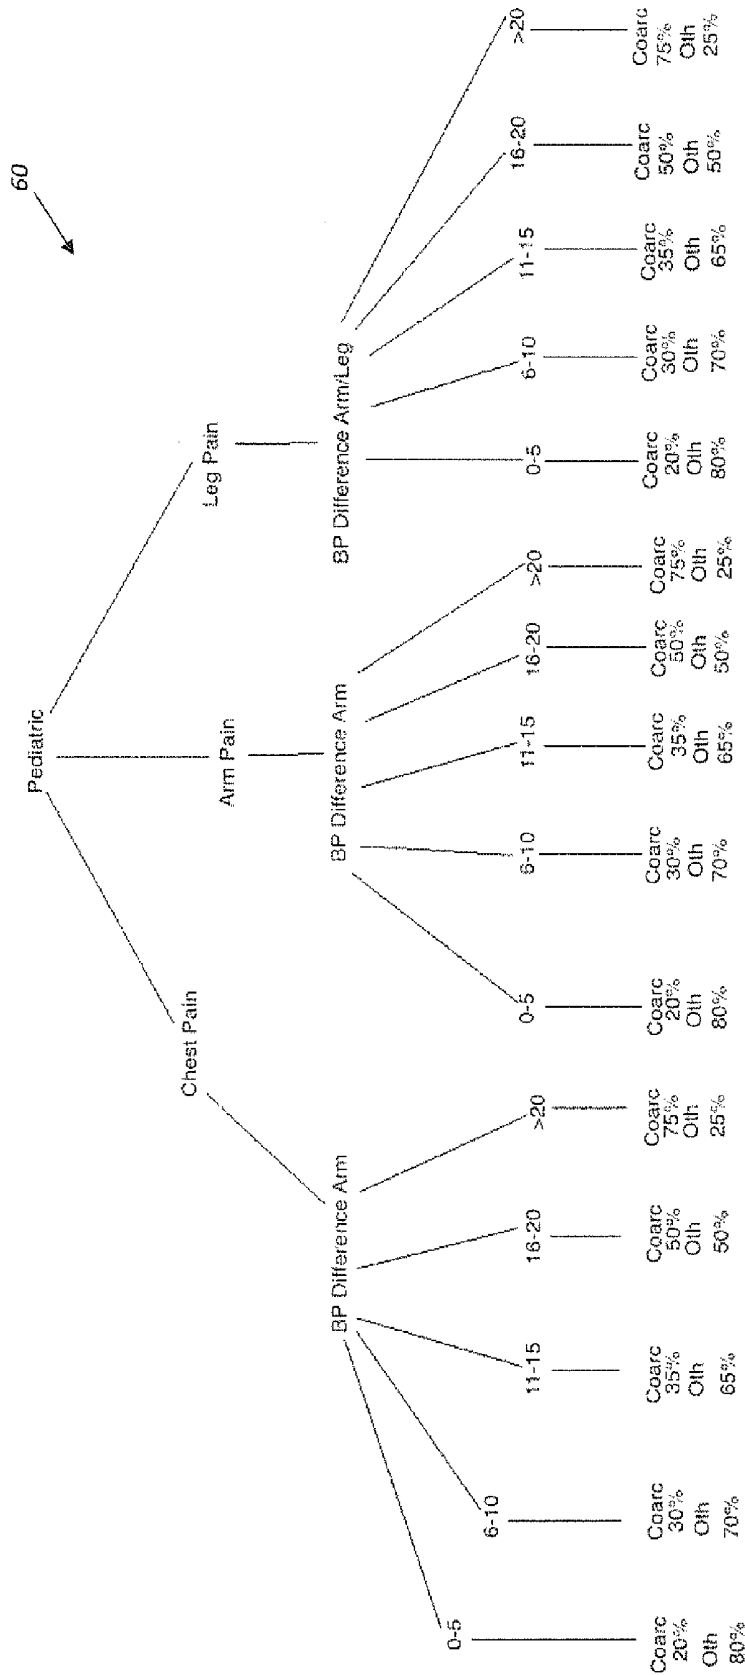 60
Pediatric
Chest Pain
Arm Pain
Leg Pain
BP Difference Arm
BP Difference Arm
BP Difference Arm/Leg
0-5
6-10
11-15
16-20
>20
0-5
6-10
11-15
16-20
>20
0-5
6-10
11-15
16-20
>20
Coarc
20%
Oth
80%
Coarc
30%
Oth
70%
Coarc
35%
Oth
65%
Coarc
50%
Oth
50%
Coarc
75%
Oth
25%
Coarc
20%
Oth
80%
Coarc
30%
Oth
70%
Coarc
35%
Oth
65%
Coarc
50%
Oth
50%
Coarc
75%
Oth
25%
Coarc
20%
Oth
80%
Coarc
30%
Oth
70%
Coarc
35%
Oth
65%
Coarc
50%
Oth
50%
Coarc
75%
Oth
25%